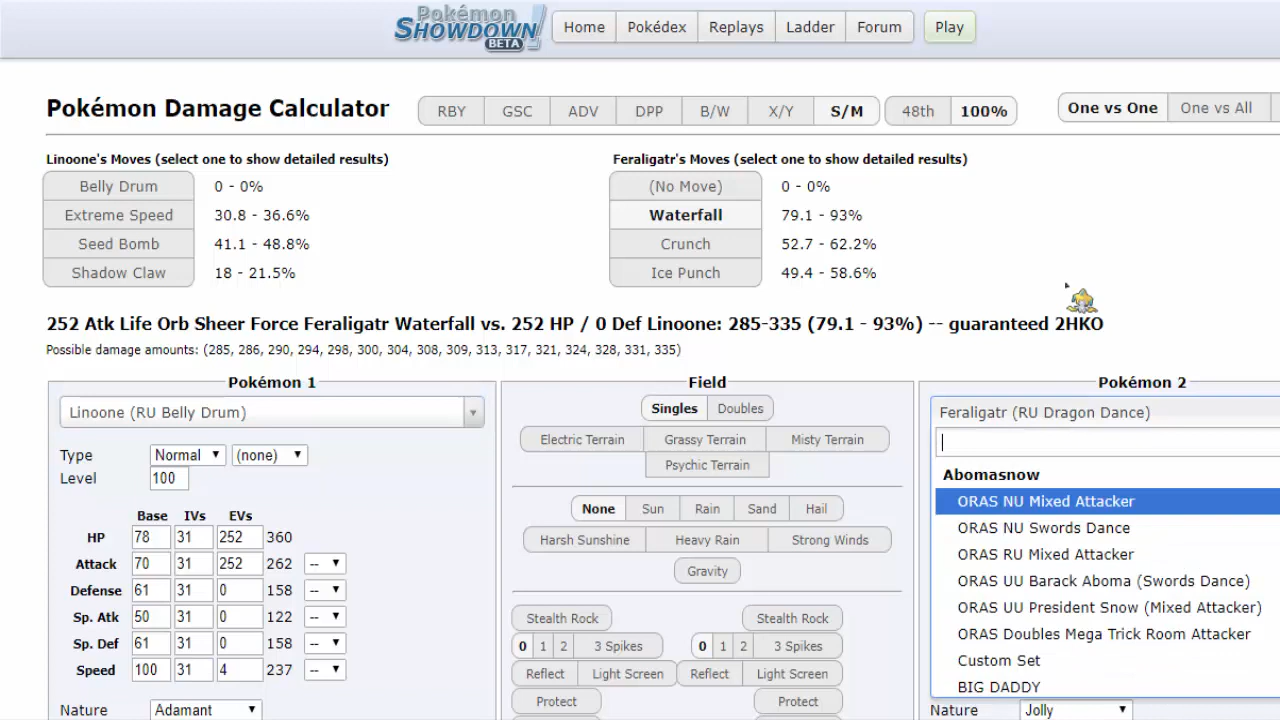 Pokémon
SHOWDOWN! BETA
Home Pokédex Replays Ladder Forum Play
Pokémon Damage Calculator RBY GSC ADV DPP B/W X/Y S/M 48th 100% One vs One One vs All
Linoone's Moves (select one to show detailed results) Feraligatr's Moves (select one to show detailed results)
Belly Drum 0 - 0% (No Move) 0 - 0%
Extreme Speed 30.8 - 36.6% Waterfall 79.1 - 93%
Seed Bomb 41.1 - 48.8% Crunch 52.7 - 62.2%
Shadow Claw 18 - 21.5% Ice Punch 49.4 - 58.6%
252 Atk Life Orb Sheer Force Feraligatr Waterfall vs. 252 HP / 0 Def Linoone: 285-335 (79.1 - 93%) -- guaranteed 2HKO
Possible damage amounts: (285, 286, 290, 294, 298, 300, 304, 308, 309, 313, 317, 321, 324, 328, 331, 335)
Pokémon 1
Linoone (RU Belly Drum)
Type Normal (none)
Level 100
Base IVs EVs
HP 78 31 252 360
Attack 70 31 252 262 --
Defense 61 31 0 158 --
Sp. Atk 50 31 0 122 --
Sp. Def 61 31 0 158 --
Speed 100 31 4 237 --
Nature Adamant
Field
Singles Doubles
Electric Terrain Grassy Terrain Misty Terrain
Psychic Terrain
None Sun Rain Sand Hail
Harsh Sunshine Heavy Rain Strong Winds
Gravity
Stealth Rock Stealth Rock
0 1 2 3 Spikes 0 1 2 3 Spikes
Reflect Light Screen Reflect Light Screen
Protect Protect
Pokémon 2
Feraligatr (RU Dragon Dance)
Abomasnow
ORAS NU Mixed Attacker
ORAS NU Swords Dance
ORAS RU Mixed Attacker
ORAS UU Barack Aboma (Swords Dance)
ORAS UU President Snow (Mixed Attacker)
ORAS Doubles Mega Trick Room Attacker
Custom Set
BIG DADDY
Nature Jolly